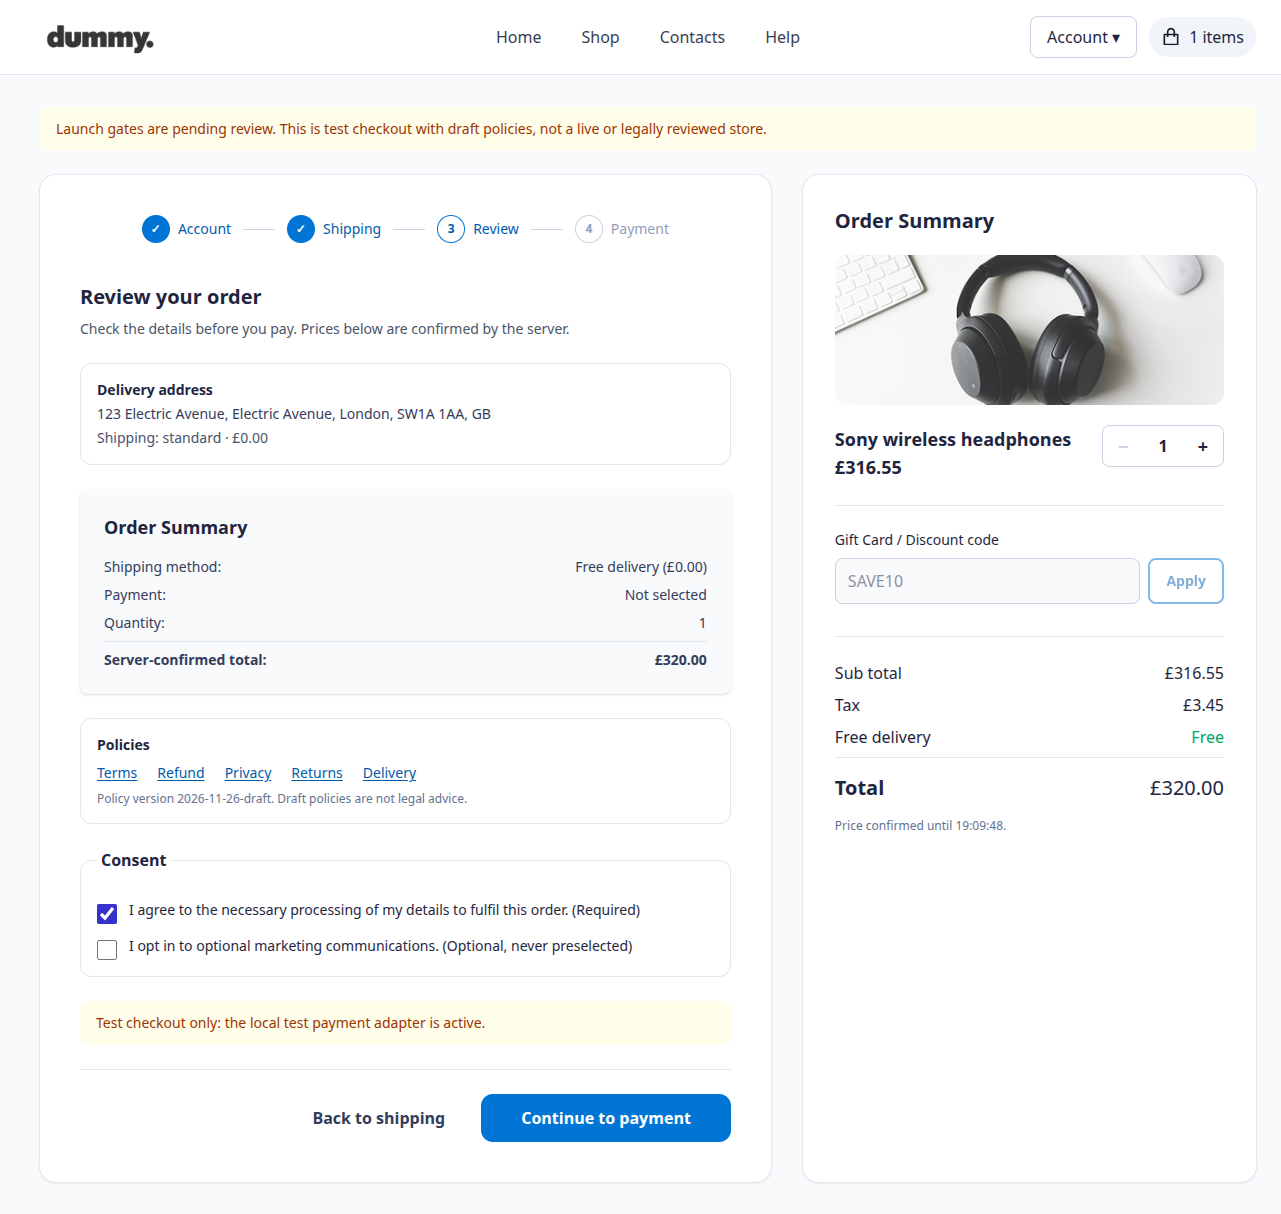 dummy.
Home Shop Contacts Help
Account ▾
1 items
Launch gates are pending review. This is test checkout with draft policies, not a live or legally reviewed store.
✓ Account ✓ Shipping 3 Review 4 Payment
Review your order
Check the details before you pay. Prices below are confirmed by the server.
Delivery address
123 Electric Avenue, Electric Avenue, London, SW1A 1AA, GB
Shipping: standard · £0.00
Order Summary
Shipping method: Free delivery (£0.00)
Payment: Not selected
Quantity: 1
Server-confirmed total: £320.00
Policies
Terms Refund Privacy Returns Delivery
Policy version 2026-11-26-draft. Draft policies are not legal advice.
Consent
I agree to the necessary processing of my details to fulfil this order. (Required)
I opt in to optional marketing communications. (Optional, never preselected)
Test checkout only: the local test payment adapter is active.
Back to shipping
Continue to payment
Order Summary
Sony wireless headphones
£316.55
− 1 +
Gift Card / Discount code
SAVE10
Apply
Sub total £316.55
Tax £3.45
Free delivery Free
Total £320.00
Price confirmed until 19:09:48.